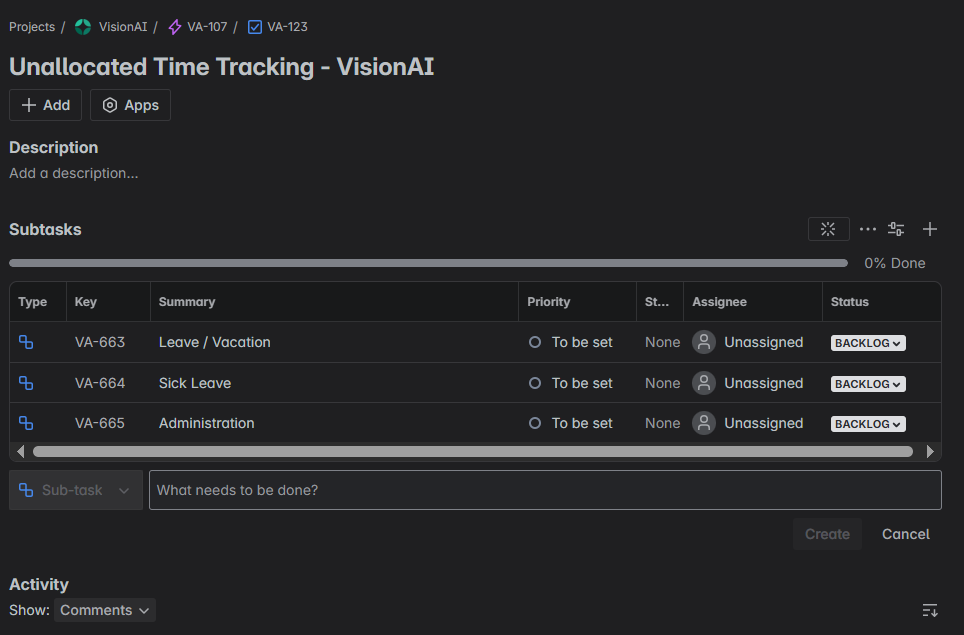 Projects / VisionAI / VA-107 / VA-123
Unallocated Time Tracking - VisionAI
Add Apps
Description
Add a description...
Subtasks
0% Done
Type Key Summary Priority St... Assignee Status
VA-663 Leave / Vacation To be set None Unassigned BACKLOG
VA-664 Sick Leave To be set None Unassigned BACKLOG
VA-665 Administration To be set None Unassigned BACKLOG
Sub-task What needs to be done?
Create Cancel
Activity
Show: Comments